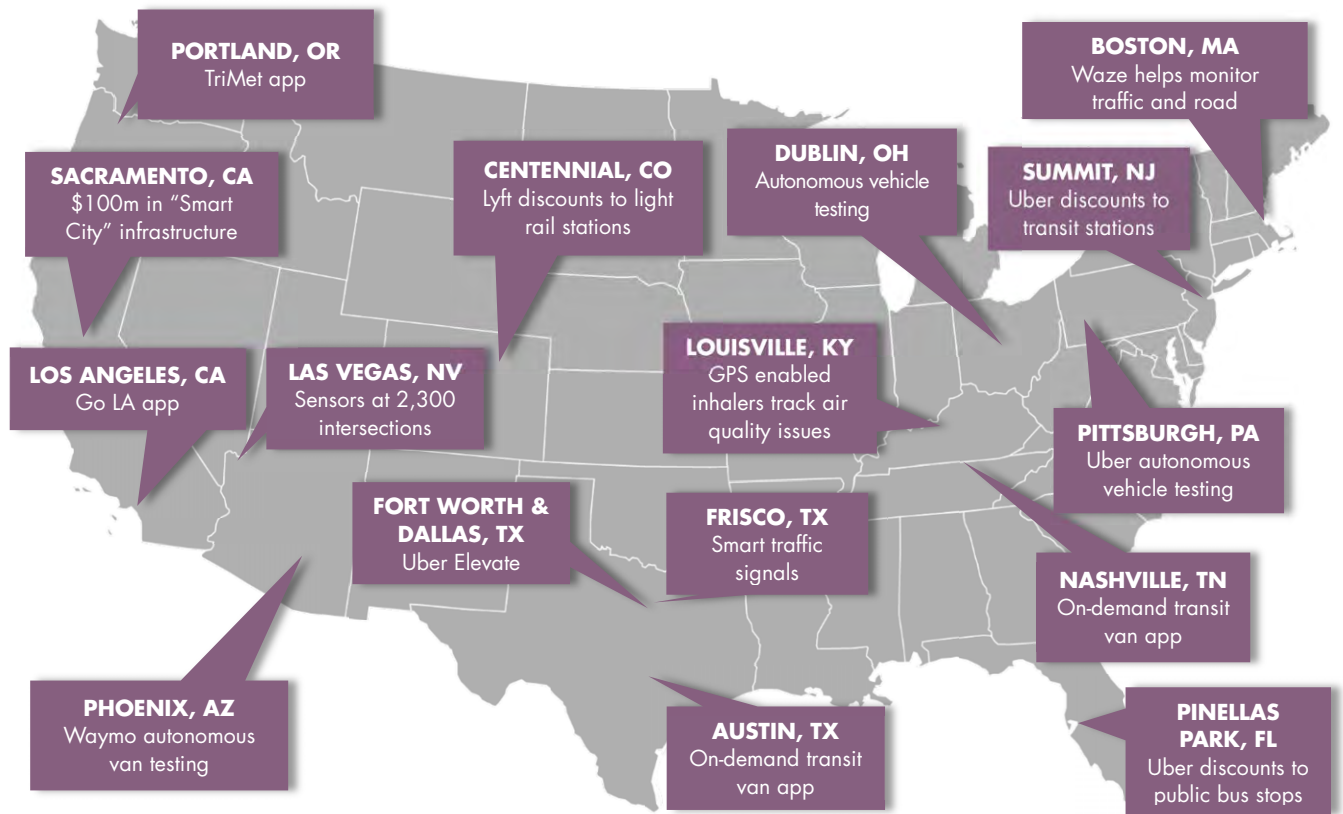 PORTLAND, OR
TriMet app
BOSTON, MA
Waze helps monitor
traffic and road
SACRAMENTO, CA
$100m in “Smart
City” infrastructure
CENTENNIAL, CO
Lyft discounts to light
rail stations
DUBLIN, OH
Autonomous vehicle
testing
SUMMIT, NJ
Uber discounts to
transit stations
LOS ANGELES, CA
Go LA app
LAS VEGAS, NV
Sensors at 2,300
intersections
LOUISVILLE, KY
GPS enabled
inhalers track air
quality issues
PITTSBURGH, PA
Uber autonomous
vehicle testing
FORT WORTH &
DALLAS, TX
Uber Elevate
FRISCO, TX
Smart traffic
signals
NASHVILLE, TN
On-demand transit
van app
PHOENIX, AZ
Waymo autonomous
van testing
AUSTIN, TX
On-demand transit
van app
PINELLAS
PARK, FL
Uber discounts to
public bus stops